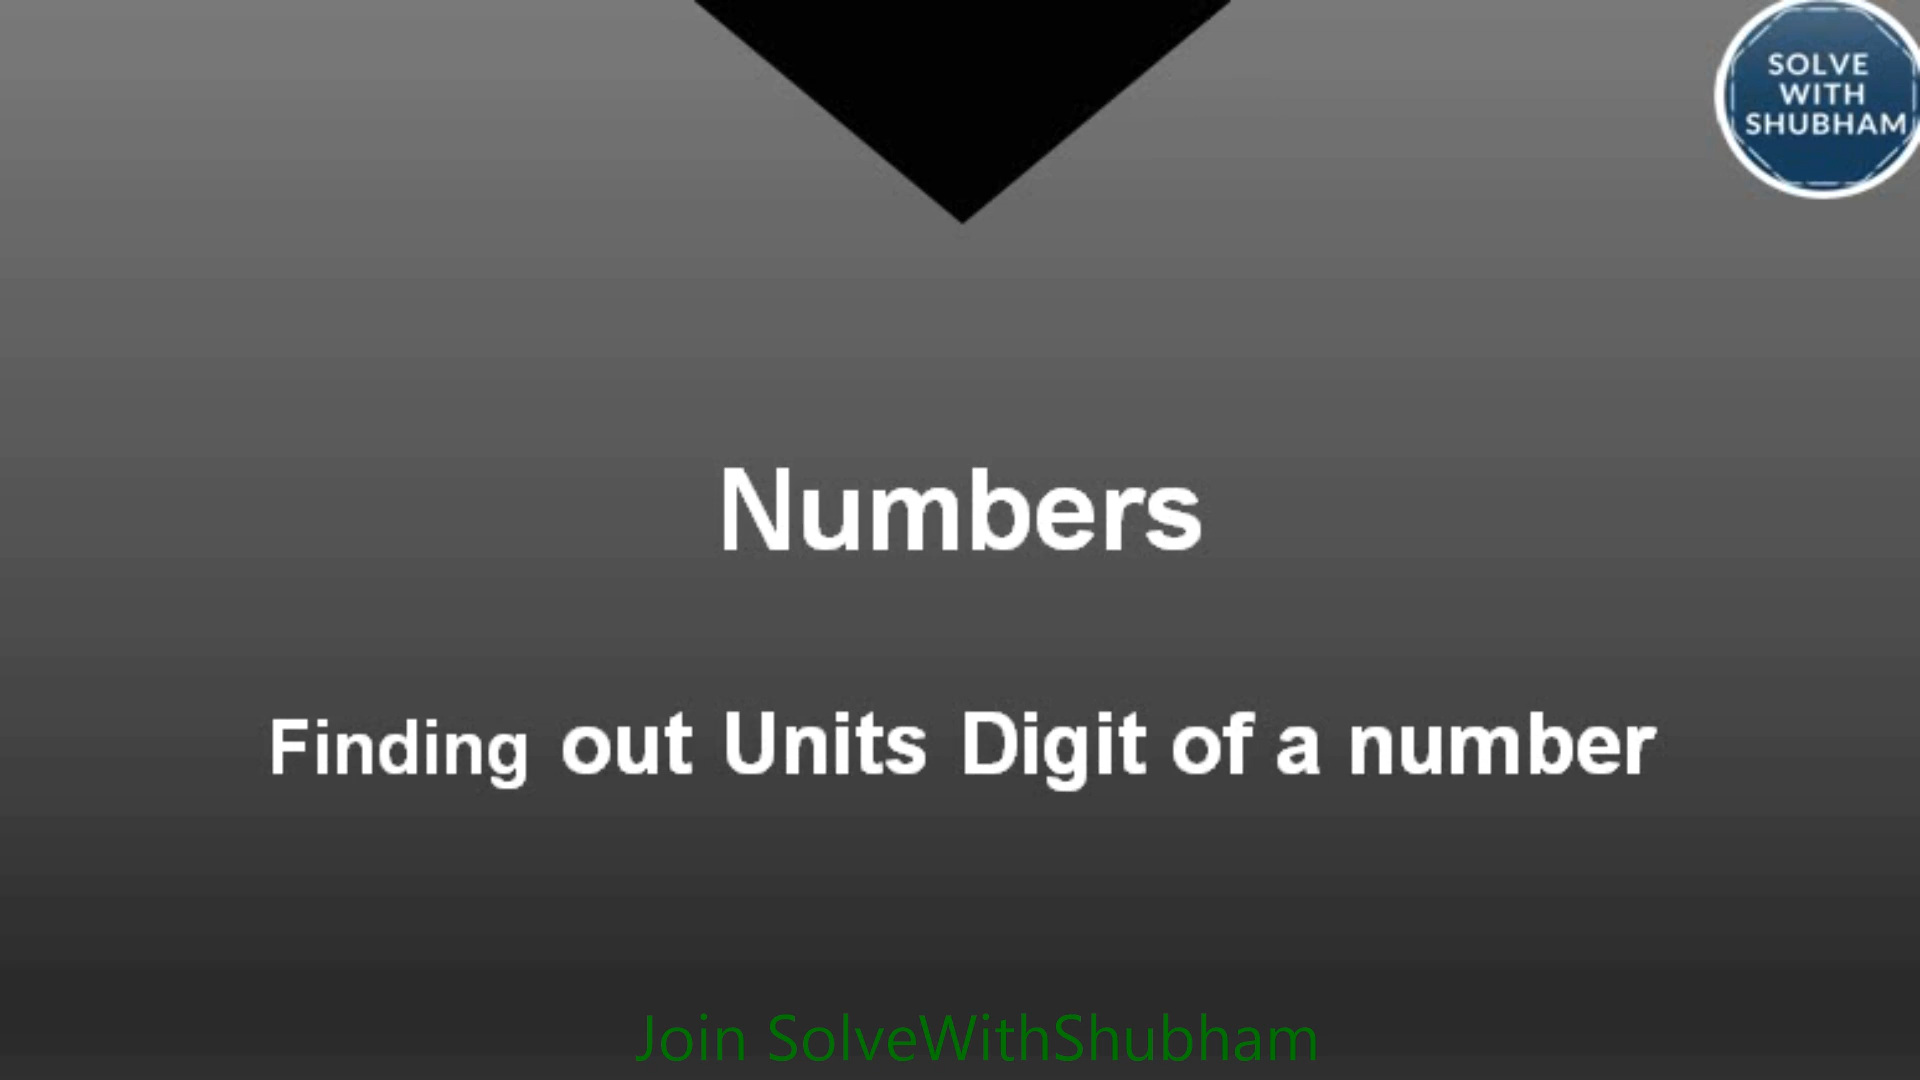 SOLVE
WITH
SHUBHAM
Numbers
Finding out Units Digit of a number
Join SolveWithShubham